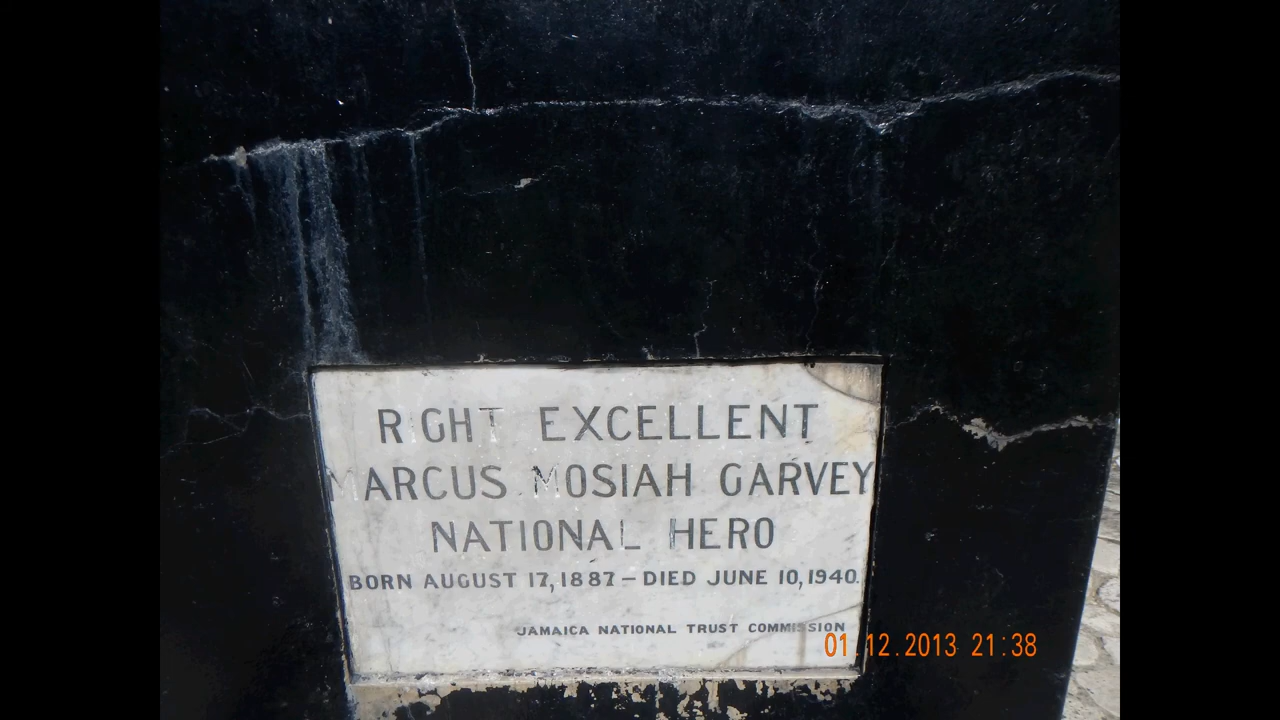 RIGHT EXCELLENT
MARCUS MOSIAH GARVEY
NATIONAL HERO
BORN AUGUST 17, 1887 – DIED JUNE 10, 1940.
JAMAICA NATIONAL TRUST COMMISSION
01.12.2013 21:38